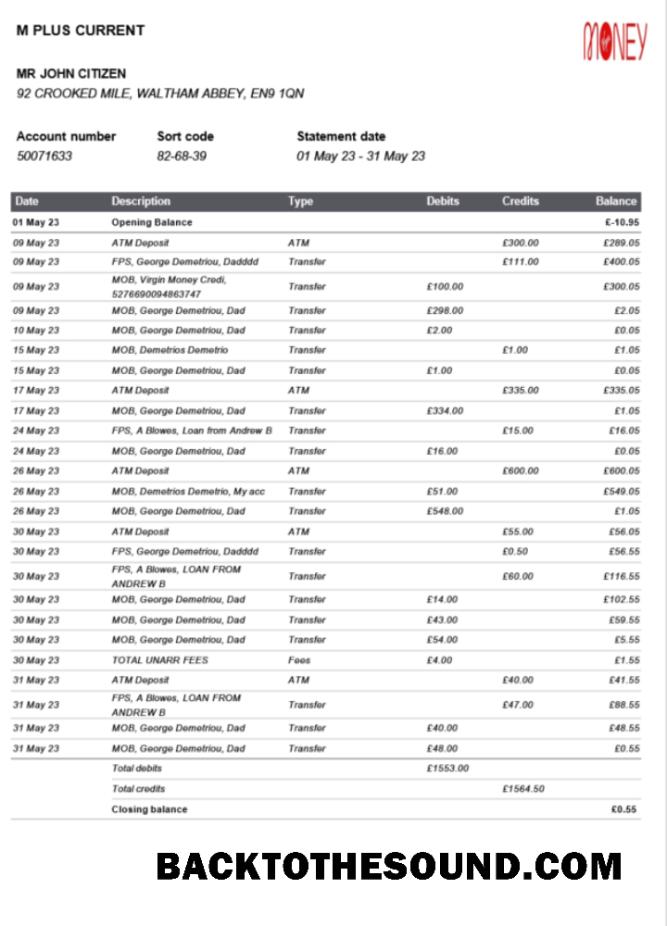 M PLUS CURRENT
MONEY
MR JOHN CITIZEN
92 CROOKED MILE, WALTHAM ABBEY, EN9 1QN
Account number Sort code Statement date
50071633 82-68-39 01 May 23 - 31 May 23
Date Description Type Debits Credits Balance
01 May 23 Opening Balance £-10.95
09 May 23 ATM Deposit ATM £300.00 £289.05
09 May 23 FPS, George Demetriou, Dadddd Transfer £111.00 £400.05
09 May 23 MOB, Virgin Money Credi, Transfer £100.00 £300.05
5276690094863747
09 May 23 MOB, George Demetriou, Dad Transfer £298.00 £2.05
10 May 23 MOB, George Demetriou, Dad Transfer £2.00 £0.05
15 May 23 MOB, Demetrios Demetrio Transfer £1.00 £1.05
15 May 23 MOB, George Demetriou, Dad Transfer £1.00 £0.05
17 May 23 ATM Deposit ATM £335.00 £335.05
17 May 23 MOB, George Demetriou, Dad Transfer £334.00 £1.05
24 May 23 FPS, A Blowes, Loan from Andrew B Transfer £15.00 £16.05
24 May 23 MOB, George Demetriou, Dad Transfer £16.00 £0.05
26 May 23 ATM Deposit ATM £600.00 £600.05
26 May 23 MOB, Demetrios Demetrio, My acc Transfer £51.00 £549.05
26 May 23 MOB, George Demetriou, Dad Transfer £548.00 £1.05
30 May 23 ATM Deposit ATM £55.00 £56.05
30 May 23 FPS, George Demetriou, Dadddd Transfer £0.50 £56.55
30 May 23 FPS, A Blowes, LOAN FROM Transfer £60.00 £116.55
ANDREW B
30 May 23 MOB, George Demetriou, Dad Transfer £14.00 £102.55
30 May 23 MOB, George Demetriou, Dad Transfer £43.00 £59.55
30 May 23 MOB, George Demetriou, Dad Transfer £54.00 £5.55
30 May 23 TOTAL UNARR FEES Fees £4.00 £1.55
31 May 23 ATM Deposit ATM £40.00 £41.55
31 May 23 FPS, A Blowes, LOAN FROM Transfer £47.00 £88.55
ANDREW B
31 May 23 MOB, George Demetriou, Dad Transfer £40.00 £48.55
31 May 23 MOB, George Demetriou, Dad Transfer £48.00 £0.55
Total debits £1553.00
Total credits £1564.50
Closing balance £0.55
BACKTOTHESOUND.COM